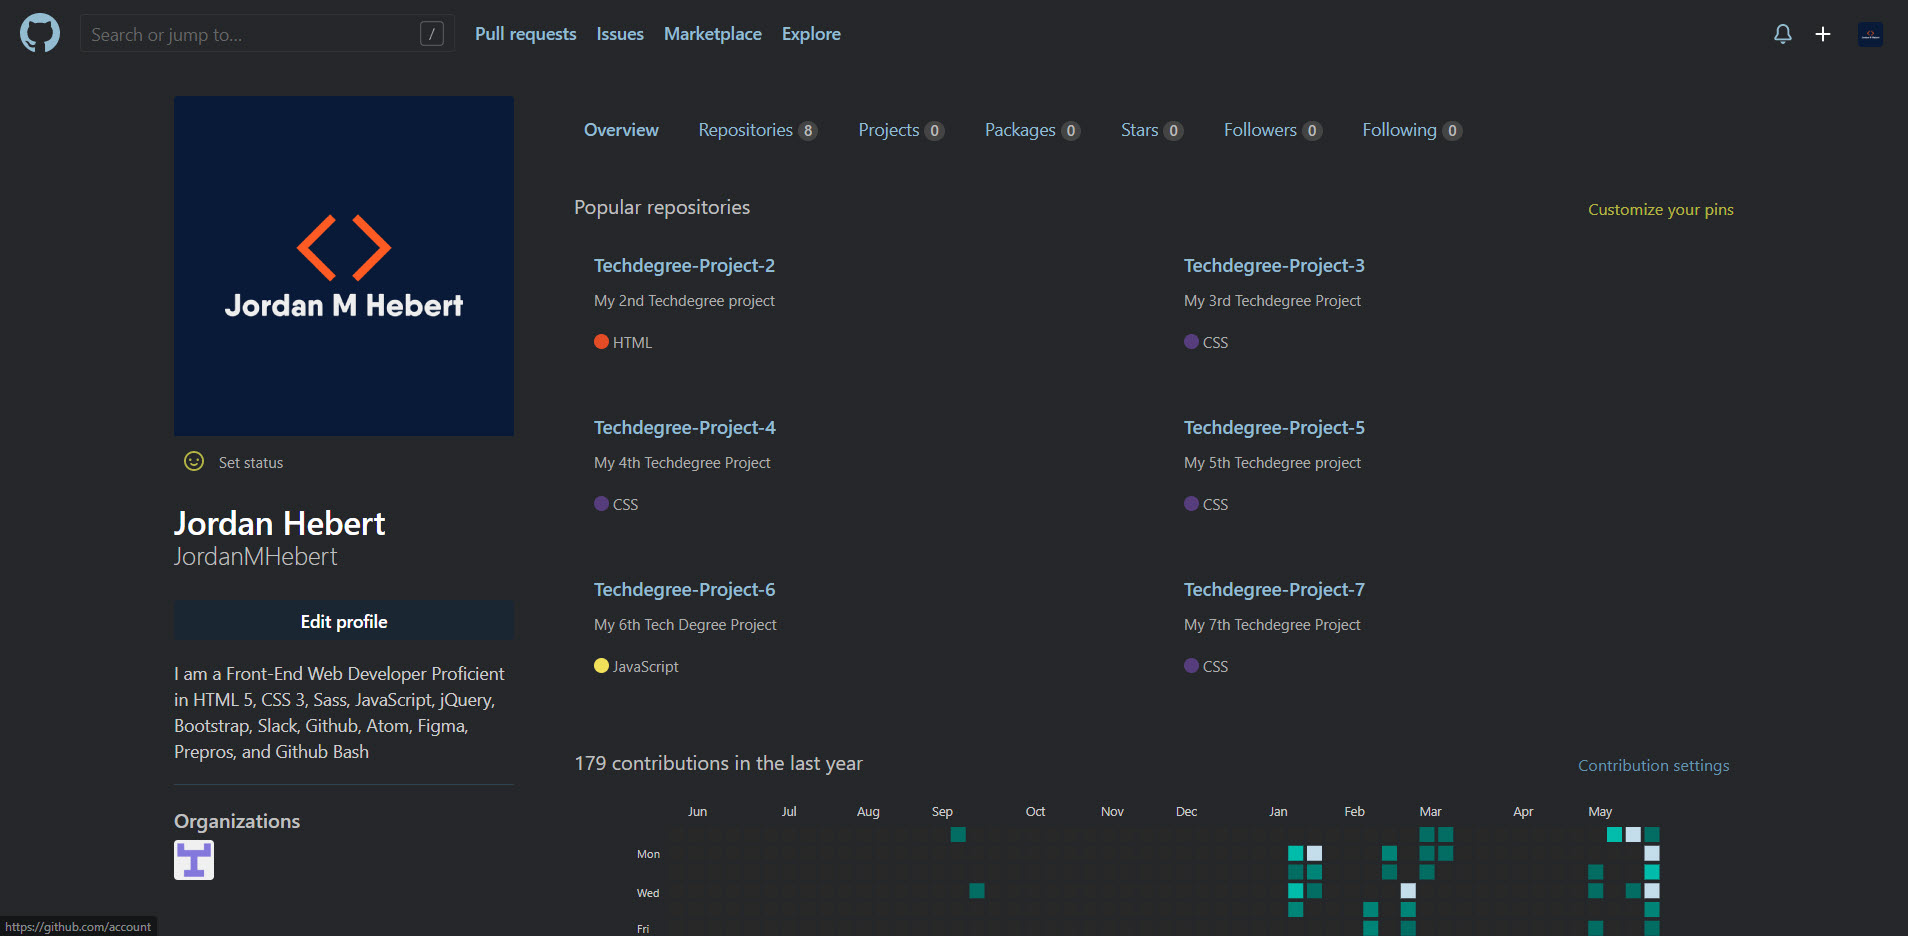 Search or jump to...
/
Pull requests
Issues
Marketplace
Explore
Jordan M Hebert
Set status
Jordan Hebert
JordanMHebert
Edit profile
I am a Front-End Web Developer Proficient
in HTML 5, CSS 3, Sass, JavaScript, jQuery,
Bootstrap, Slack, Github, Atom, Figma,
Prepros, and Github Bash
Organizations
Overview
Repositories 8
Projects 0
Packages 0
Stars 0
Followers 0
Following 0
Popular repositories
Customize your pins
Techdegree-Project-2
My 2nd Techdegree project
HTML
Techdegree-Project-3
My 3rd Techdegree Project
CSS
Techdegree-Project-4
My 4th Techdegree Project
CSS
Techdegree-Project-5
My 5th Techdegree project
CSS
Techdegree-Project-6
My 6th Tech Degree Project
JavaScript
Techdegree-Project-7
My 7th Techdegree Project
CSS
179 contributions in the last year
Contribution settings
Jun Jul Aug Sep Oct Nov Dec Jan Feb Mar Apr May
Mon
Wed
Fri
https://github.com/account